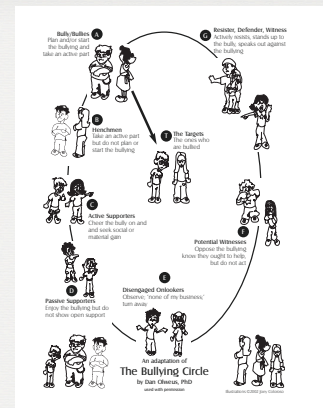 Bully/Bullies
Plan and/or start
the bullying and
take an active part
A
G
Resister, Defender, Witness
Actively resists, stands up to
the bully, speaks out against
the bullying
B
Henchmen
Take an active part
but do not plan or
start the bullying
T
The Targets
The ones who
are bullied
C
Active Supporters
Cheer the bully on and
and seek social or
material gain
F
Potential Witnesses
Oppose the bullying
know they ought to help,
but do not act
D
Passive Supporters
Enjoy the bullying but do
not show open support
E
Disengaged Onlookers
Observe, 'none of my business,'
turn away
An adaptation of
The Bullying Circle
by Dan Olweus, PhD
used with permission